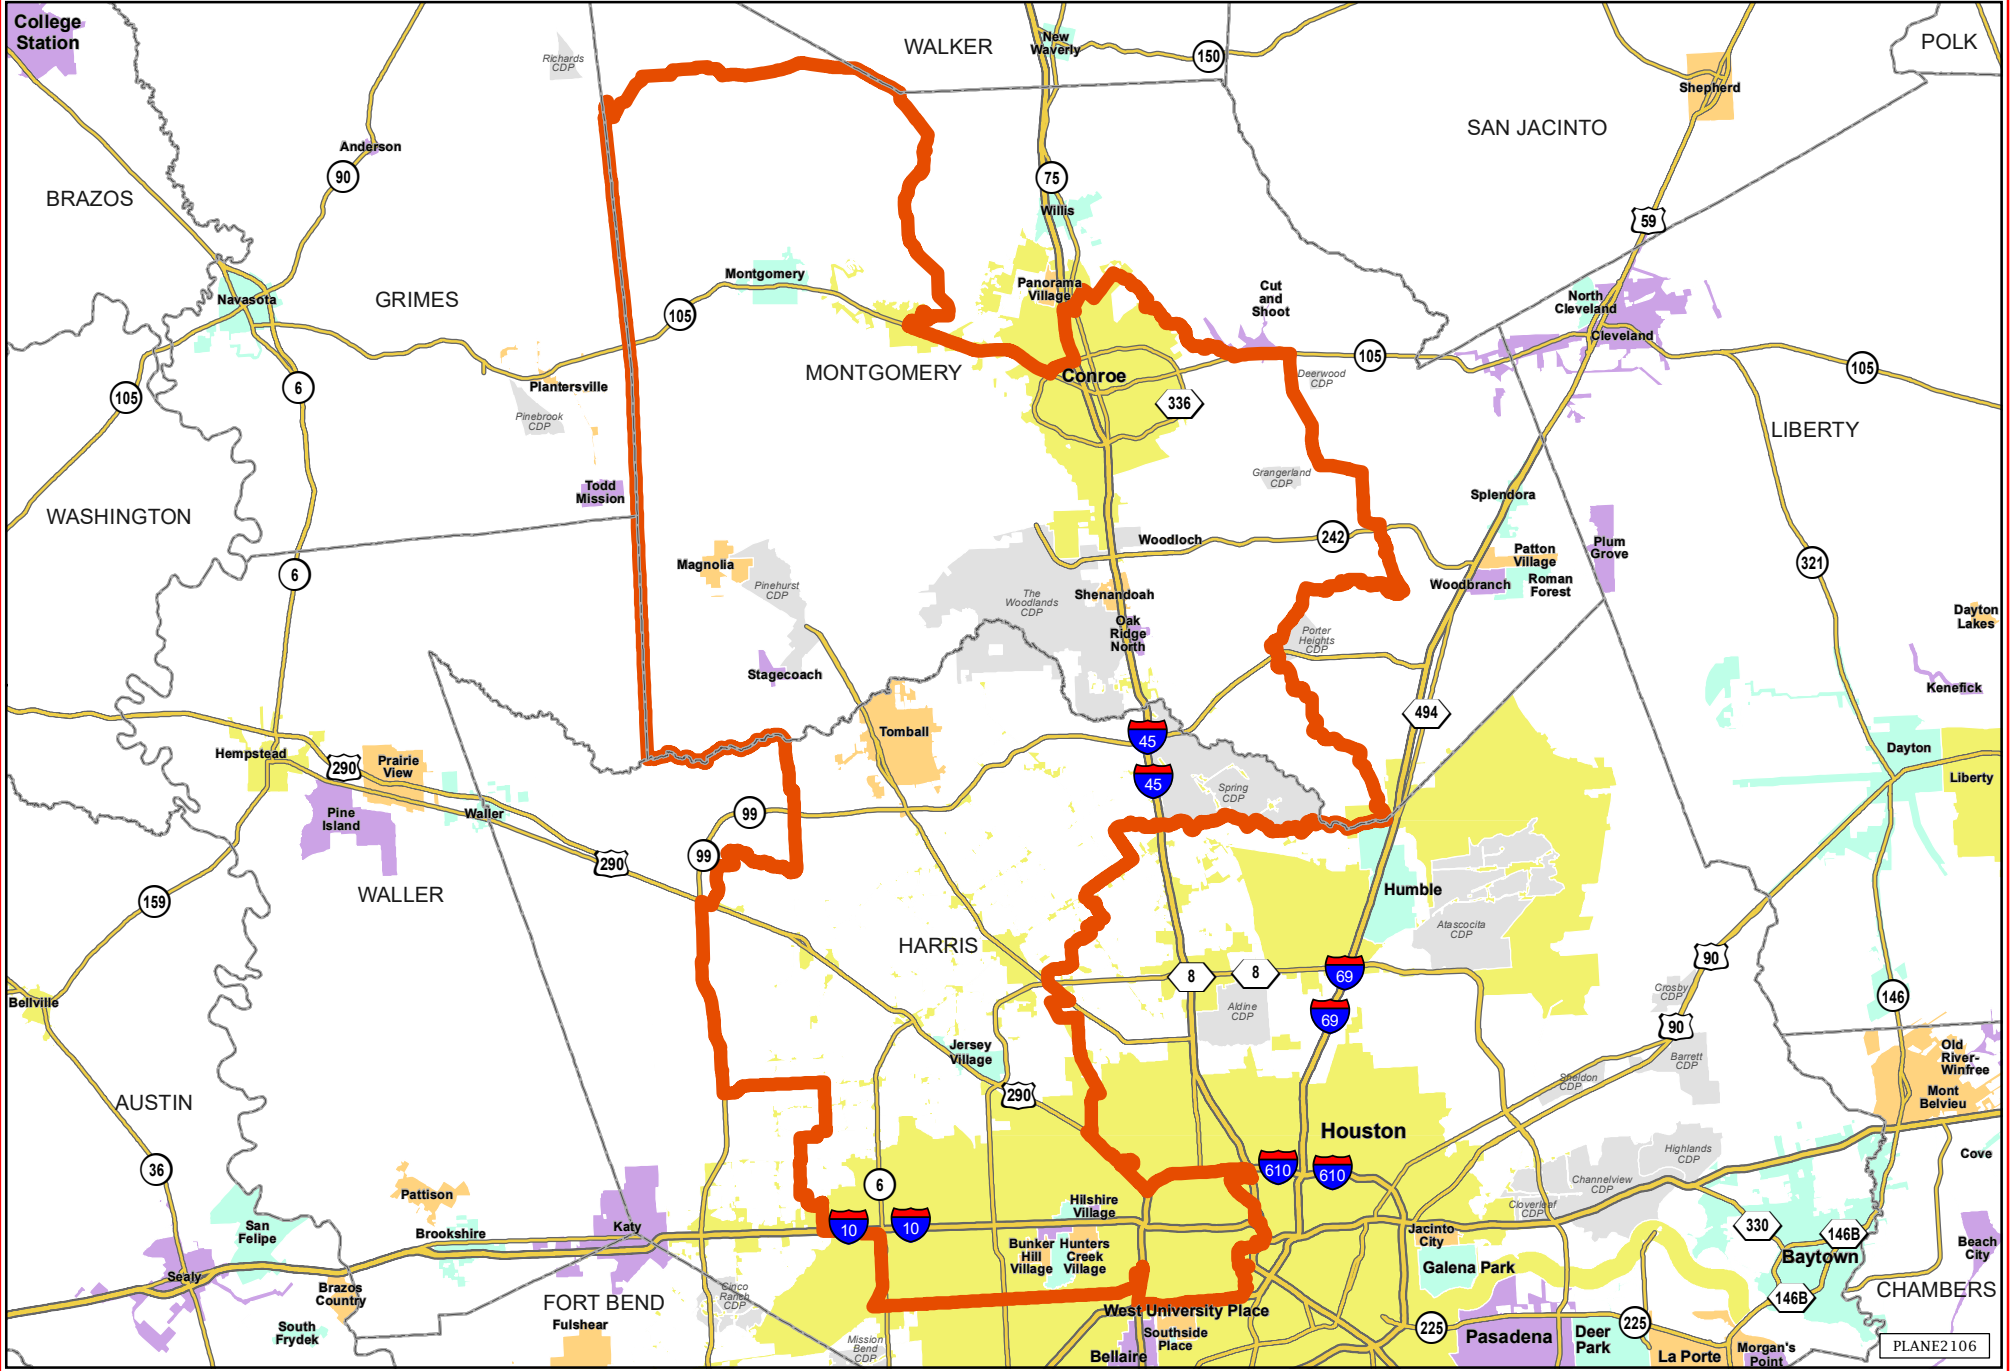 College
Station
WALKER
New
Waverly
150
POLK
Richards
CDP
Shepherd
SAN JACINTO
Anderson
90
75
BRAZOS
Willis
59
Montgomery
Navasota
GRIMES
Panorama
Village
Cut
and
Shoot
North
Cleveland
Cleveland
105
105
105
105
6
Plantersville
MONTGOMERY
Conroe
Deerwood
CDP
336
Pinebrook
CDP
LIBERTY
Todd
Mission
Grangerland
CDP
Splendora
WASHINGTON
Woodloch
242
Plum
Grove
Patton
Village
Roman
Forest
Woodbranch
321
Magnolia
6
Pinehurst
CDP
The
Woodlands
CDP
Shenandoah
Oak
Ridge
North
Porter
Heights
CDP
Dayton
Lakes
Stagecoach
Kenefick
494
Tomball
45
45
Hempstead
290
Prairie
View
Dayton
Liberty
Spring
CDP
Pine
Island
Waller
99
99
290
WALLER
159
Humble
Atascocita
CDP
HARRIS
90
8
8
69
69
Crosby
CDP
90
146
Bellville
Aldine
CDP
Jersey
Village
290
Old
River-
Winfree
Mont
Belvieu
Barrett
CDP
Sheldon
CDP
AUSTIN
Houston
36
610
610
Highlands
CDP
Cove
Channelview
CDP
Cloverleaf
CDP
Pattison
6
Hilshire
Village
San
Felipe
Brookshire
Katy
10
10
Jacinto
City
330
146B
Baytown
Beach
City
Bunker
Hill
Village
Hunters
Creek
Village
Galena Park
Sealy
Brazos
Country
Cinco
Ranch
CDP
146B
CHAMBERS
FORT BEND
Fulshear
West University Place
Southside
Place
South
Frydek
Mission
Bend
CDP
Bellaire
225
225
Pasadena
Deer
Park
La Porte
Morgan's
Point
PLANE2106